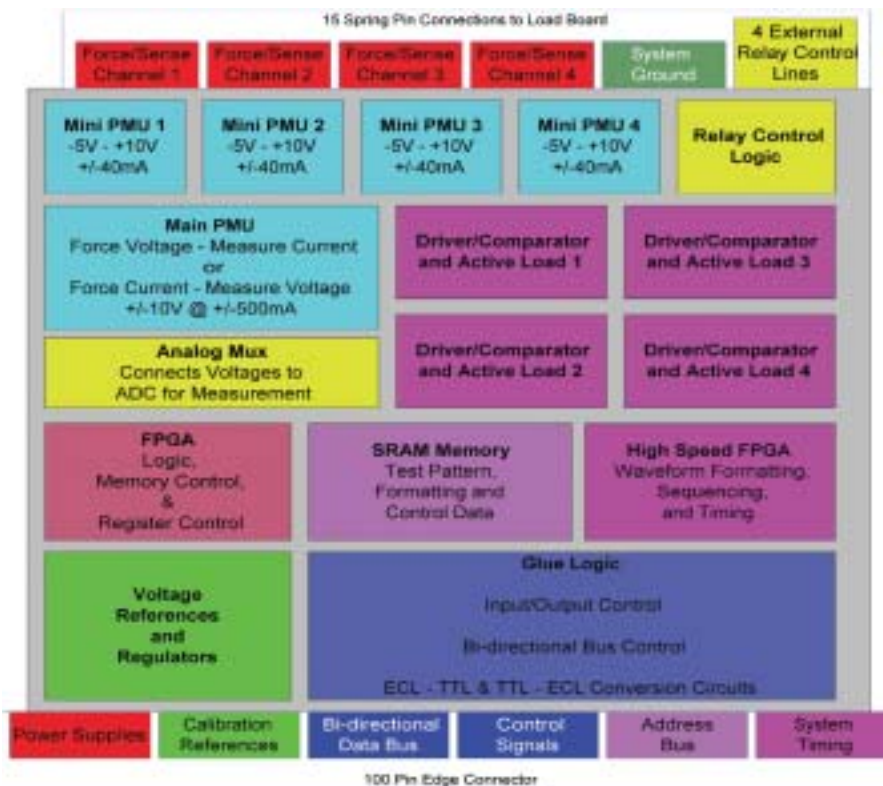 15 Spring Pin Connections to Load Board
Force/Sense
Channel 1
Force/Sense
Channel 2
Force/Sense
Channel 3
Force/Sense
Channel 4
System
Ground
4 External
Relay Control
Lines
Mini PMU 1
-5V - +10V
+/-40mA
Mini PMU 2
-5V - +10V
+/-40mA
Mini PMU 3
-5V - +10V
+/-40mA
Mini PMU 4
-5V - +10V
+/-40mA
Relay Control
Logic
Main PMU
Force Voltage - Measure Current
or
Force Current - Measure Voltage
+/-10V @ +/-500mA
Driver/Comparator
and Active Load 1
Driver/Comparator
and Active Load 3
Analog Mux
Connects Voltages to
ADC for Measurement
Driver/Comparator
and Active Load 2
Driver/Comparator
and Active Load 4
FPGA
Logic,
Memory Control,
&
Register Control
SRAM Memory
Test Pattern,
Formatting and
Control Data
High Speed FPGA
Waveform Formatting,
Sequencing,
and Timing
Voltage
References
and
Regulators
Glue Logic
Input/Output Control
Bi-directional Bus Control
ECL - TTL & TTL - ECL Conversion Circuits
Power Supplies
Calibration
References
Bi-directional
Data Bus
Control
Signals
Address
Bus
System
Timing
100 Pin Edge Connector